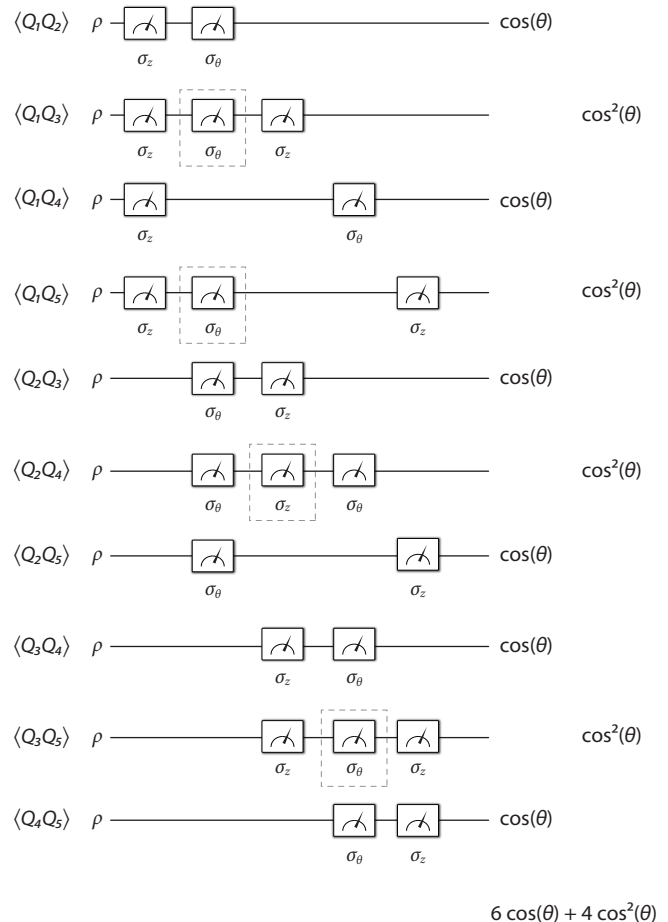 ⟨Q₁Q₂⟩ ρ cos(θ)
σz σθ
⟨Q₁Q₃⟩ ρ cos²(θ)
σz σθ σz
⟨Q₁Q₄⟩ ρ cos(θ)
σz σθ
⟨Q₁Q₅⟩ ρ cos²(θ)
σz σθ σz
⟨Q₂Q₃⟩ ρ cos(θ)
σθ σz
⟨Q₂Q₄⟩ ρ cos²(θ)
σθ σz σθ
⟨Q₂Q₅⟩ ρ cos(θ)
σθ σz
⟨Q₃Q₄⟩ ρ cos(θ)
σz σθ
⟨Q₃Q₅⟩ ρ cos²(θ)
σz σθ σz
⟨Q₄Q₅⟩ ρ cos(θ)
σθ σz
6 cos(θ) + 4 cos²(θ)